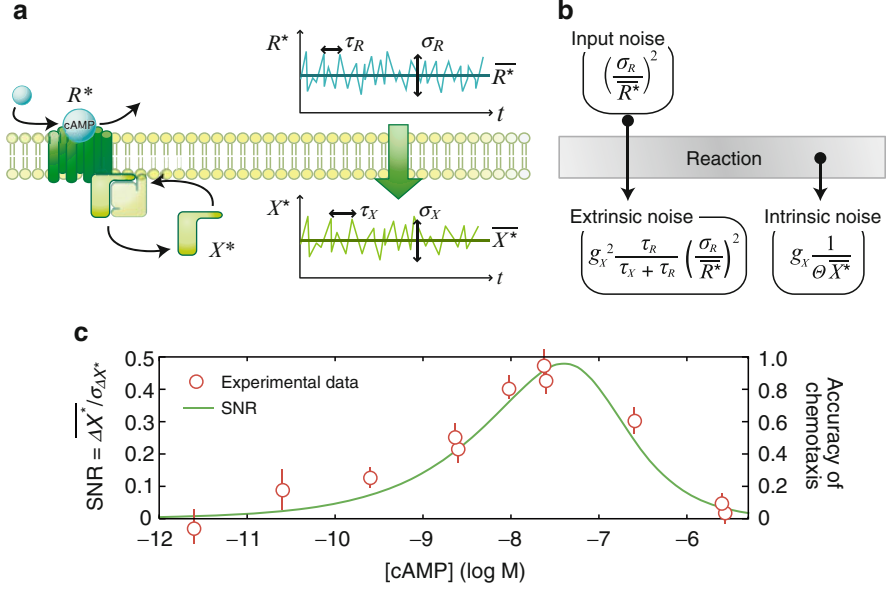 a
R*
cAMP
R*
τR
σR
R*
t
X*
X*
τX
σX
X*
t
b
Input noise
(σR / R*)²
Reaction
Extrinsic noise
gX² τR / (τX + τR) (σR / R*)²
Intrinsic noise
gX 1 / (Θ X*)
c
SNR = ΔX*/σΔX*
0.5
0.4
0.3
0.2
0.1
0
Experimental data
SNR
1.0
0.8
0.6
0.4
0.2
0
Accuracy of
chemotaxis
−12
−11
−10
−9
−8
−7
−6
[cAMP] (log M)